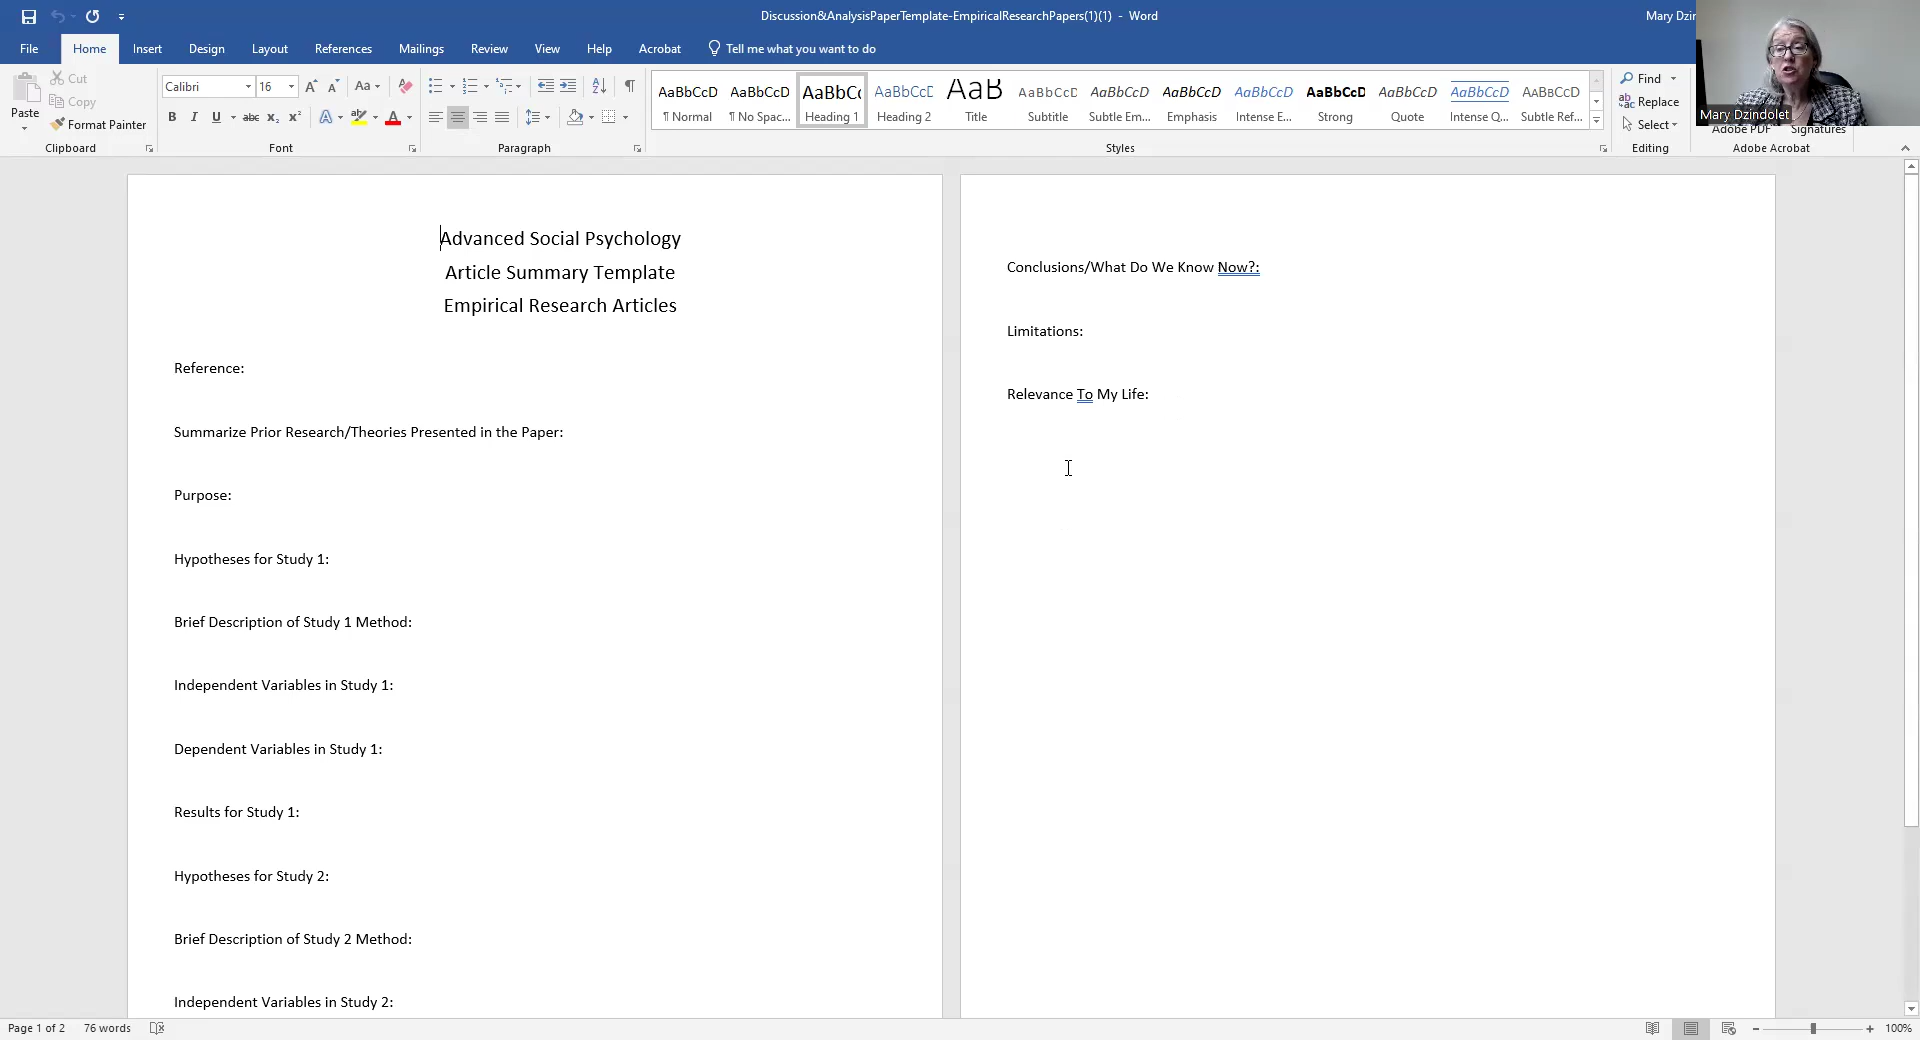 Discussion&AnalysisPaperTemplate-EmpiricalResearchPapers(1)(1) - Word
File Home Insert Design Layout References Mailings Review View Help Acrobat Tell me what you want to do
Paste
Cut
Copy
Format Painter
Clipboard
Calibri 16
Font
Paragraph
AaBbCcD AaBbCcD AaBbC AaBbCcD AaB AaBbCcD AaBbCcD AaBbCcD AaBbCcD AaBbCcD AaBbCcD AaBbCcD AaBbCcD
¶ Normal ¶ No Spac... Heading 1 Heading 2 Title Subtitle Subtle Em... Emphasis Intense E... Strong Quote Intense Q... Subtle Ref...
Styles
Find
Replace
Select
Editing
Mary Dzindolet
Adobe PDF Signatures
Adobe Acrobat
Advanced Social Psychology
Article Summary Template
Empirical Research Articles
Reference:
Summarize Prior Research/Theories Presented in the Paper:
Purpose:
Hypotheses for Study 1:
Brief Description of Study 1 Method:
Independent Variables in Study 1:
Dependent Variables in Study 1:
Results for Study 1:
Hypotheses for Study 2:
Brief Description of Study 2 Method:
Independent Variables in Study 2:
Conclusions/What Do We Know Now?:
Limitations:
Relevance To My Life:
Page 1 of 2 76 words
100%